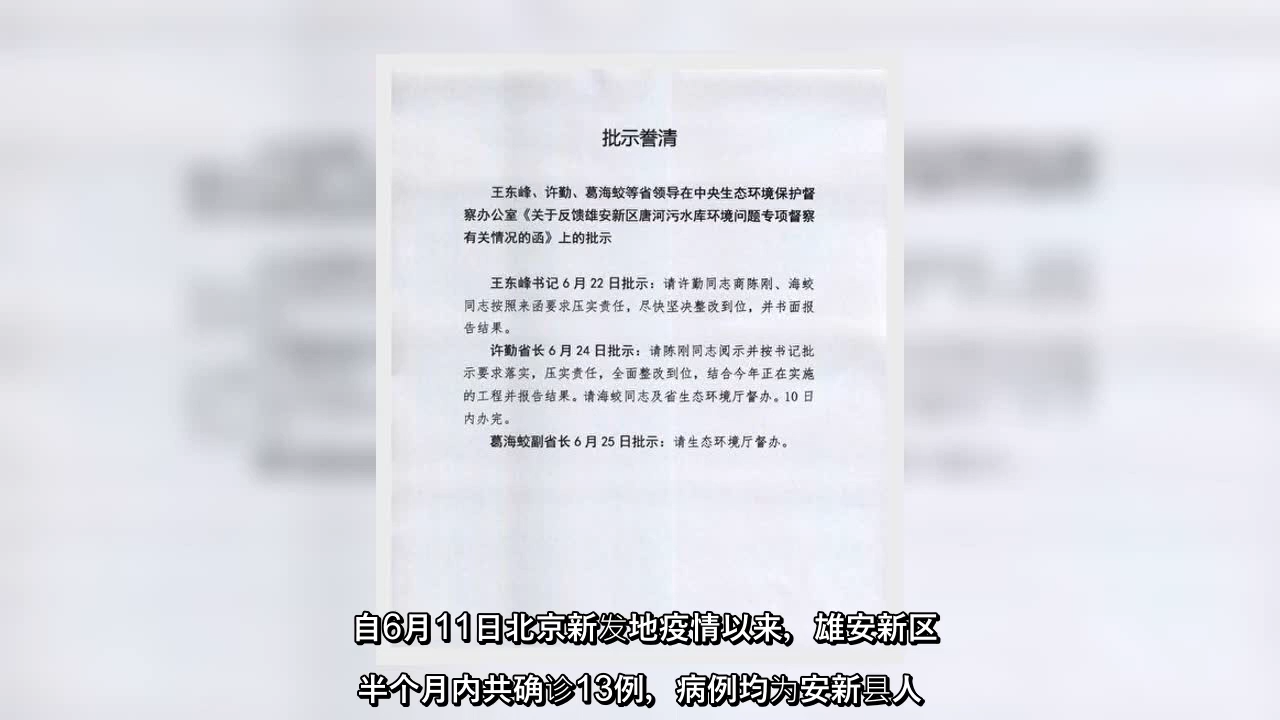 批示誊清
王东峰、许勤、葛海蛟等省领导在中央生态环境保护督
察办公室《关于反馈雄安新区唐河污水库环境问题专项督察
有关情况的函》上的批示
王东峰书记6月22日批示：请许勤同志商陈刚、海蛟
同志按照来函要求压实责任，尽快坚决整改到位，并书面报
告结果。
许勤省长6月24日批示：请陈刚同志阅示并按书记批
示要求落实，压实责任，全面整改到位，结合今年正在实施
的工程并报告结果。请海蛟同志及省生态环境厅督办。10日
内办完。
葛海蛟副省长6月25日批示：请生态环境厅督办。
自6月11日北京新发地疫情以来，雄安新区
半个月内共确诊13例，病例均为安新县人